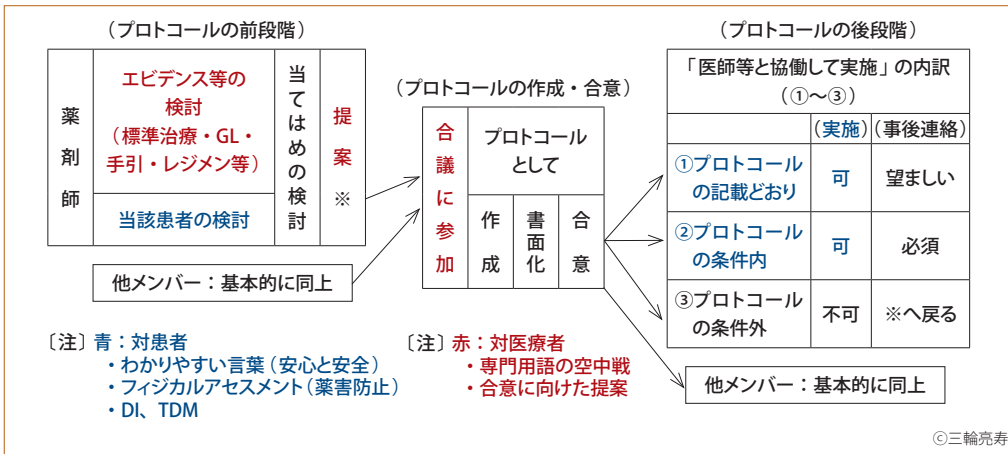 （プロトコールの前段階）
薬剤師
エビデンス等の
検討
（標準治療・GL・
手引・レジメン等）
当該患者の検討
当てはめの検討
提案※
他メンバー：基本的に同上
（プロトコールの作成・合意）
合議に参加
プロトコール
として
作成
書面化
合意
（プロトコールの後段階）
「医師等と協働して実施」の内訳
（①～③）
（実施）
（事後連絡）
①プロトコール
の記載どおり
可
望ましい
②プロトコール
の条件内
可
必須
③プロトコール
の条件外
不可
※へ戻る
他メンバー：基本的に同上
〔注〕青：対患者
・わかりやすい言葉（安心と安全）
・フィジカルアセスメント（薬害防止）
・DI、TDM
〔注〕赤：対医療者
・専門用語の空中戦
・合意に向けた提案
©三輪亮寿